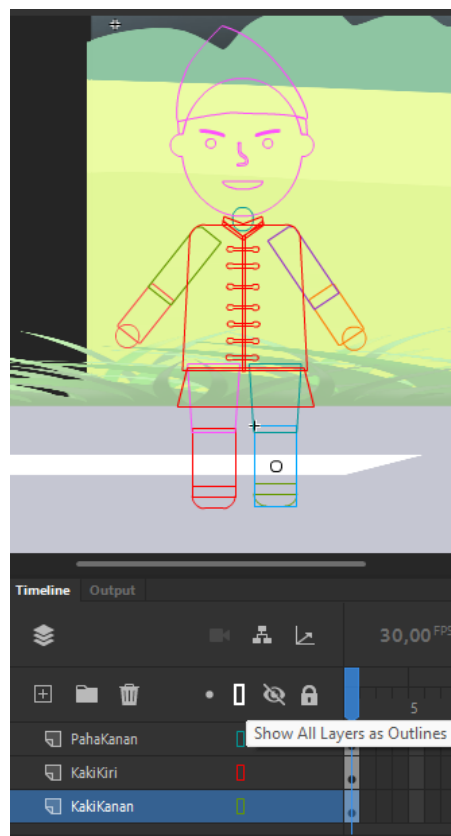 Timeline Output
30,00 FPS
5
Show All Layers as Outlines
PahaKanan
KakiKiri
KakiKanan